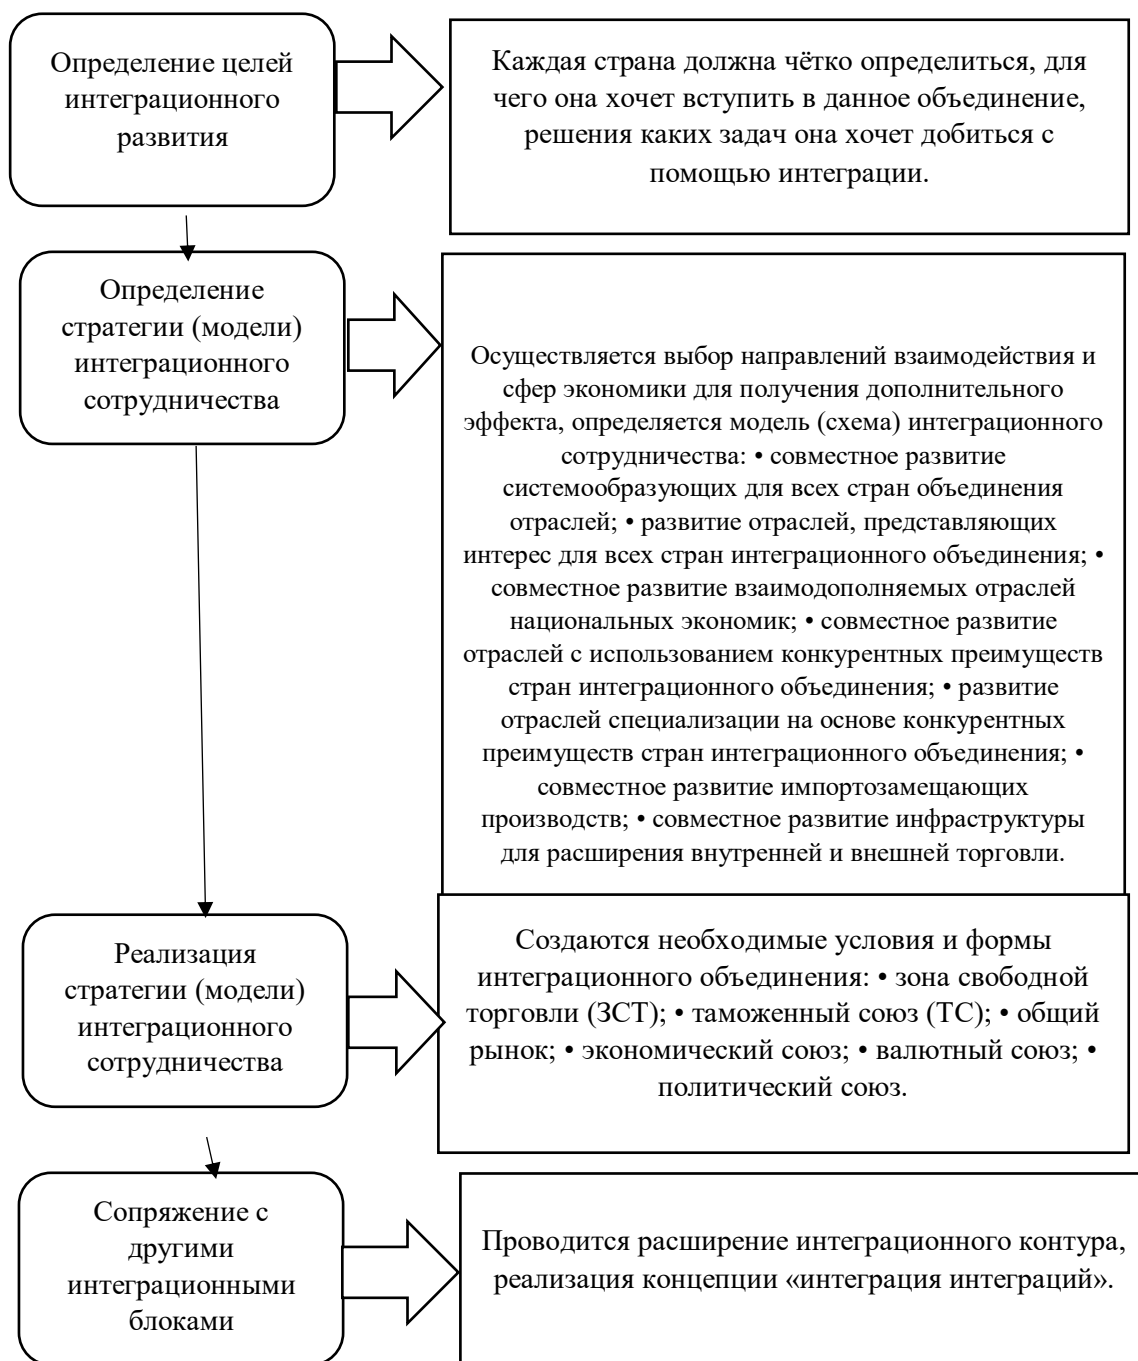 Определение целей
интеграционного
развития
Каждая страна должна чётко определиться, для
чего она хочет вступить в данное объединение,
решения каких задач она хочет добиться с
помощью интеграции.
Определение
стратегии (модели)
интеграционного
сотрудничества
Осуществляется выбор направлений взаимодействия и
сфер экономики для получения дополнительного
эффекта, определяется модель (схема) интеграционного
сотрудничества: • совместное развитие
системообразующих для всех стран объединения
отраслей; • развитие отраслей, представляющих
интерес для всех стран интеграционного объединения; •
совместное развитие взаимодополняемых отраслей
национальных экономик; • совместное развитие
отраслей с использованием конкурентных преимуществ
стран интеграционного объединения; • развитие
отраслей специализации на основе конкурентных
преимуществ стран интеграционного объединения; •
совместное развитие импортозамещающих
производств; • совместное развитие инфраструктуры
для расширения внутренней и внешней торговли.
Реализация
стратегии (модели)
интеграционного
сотрудничества
Создаются необходимые условия и формы
интеграционного объединения: • зона свободной
торговли (ЗСТ); • таможенный союз (ТС); • общий
рынок; • экономический союз; • валютный союз; •
политический союз.
Сопряжение с
другими
интеграционными
блоками
Проводится расширение интеграционного контура,
реализация концепции «интеграция интеграций».